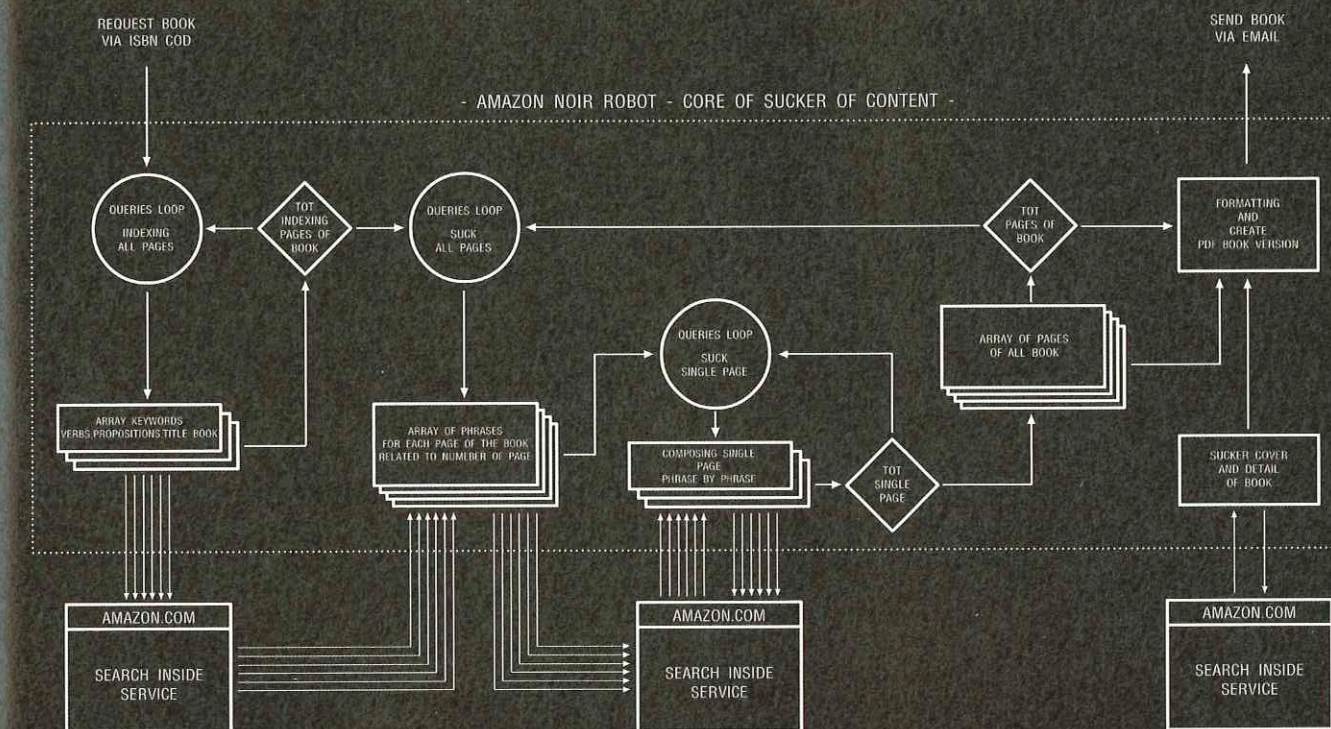 REQUEST BOOK
VIA ISBN COD
SEND BOOK
VIA EMAIL
- AMAZON NOIR ROBOT - CORE OF SUCKER OF CONTENT -
QUERIES LOOP
INDEXING
ALL PAGES
TOT
INDEXING
PAGES OF
BOOK
QUERIES LOOP
SUCK
ALL PAGES
TOT
PAGES OF
BOOK
FORMATTING
AND
CREATE
PDF BOOK VERSION
QUERIES LOOP
SUCK
SINGLE PAGE
ARRAY OF PAGES
OF ALL BOOK
ARRAY KEYWORDS
VERBS,PROPOSITIONS,TITLE BOOK
ARRAY OF PHRASES
FOR EACH PAGE OF THE BOOK
RELATED TO NUMEBER OF PAGE
COMPOSING SINGLE
PAGE
PHRASE BY PHRASE
TOT
SINGLE
PAGE
SUCKER COVER
AND DETAIL
OF BOOK
AMAZON.COM
SEARCH INSIDE
SERVICE
AMAZON.COM
SEARCH INSIDE
SERVICE
AMAZON.COM
SEARCH INSIDE
SERVICE